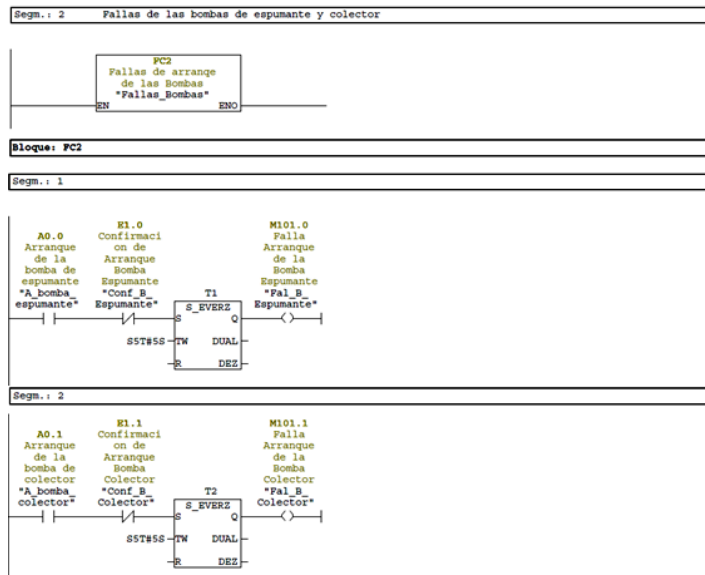 Segm.: 2 Fallas de las bombas de espumante y colector
FC2
Fallas de arranqe
de las Bombas
"Fallas_Bombas"
EN ENO
Bloque: FC2
Segm.: 1
A0.0
Arranque
de la
bomba de
espumante
"A_bomba_
espumante"
E1.0
Confirmaci
on de
Arranque
Bomba
Espumante
"Conf_B_
Espumante"
T1
S_EVERZ
S Q
S5T#5S TW DUAL
R DEZ
M101.0
Falla
Arranque
de la
Bomba
Espumante
"Fal_B_
Espumante"
Segm.: 2
A0.1
Arranque
de la
bomba de
colector
"A_bomba_
colector"
E1.1
Confirmaci
on de
Arranque
Bomba
Colector
"Conf_B_
Colector"
T2
S_EVERZ
S Q
S5T#5S TW DUAL
R DEZ
M101.1
Falla
Arranque
de la
Bomba
Colector
"Fal_B_
Colector"